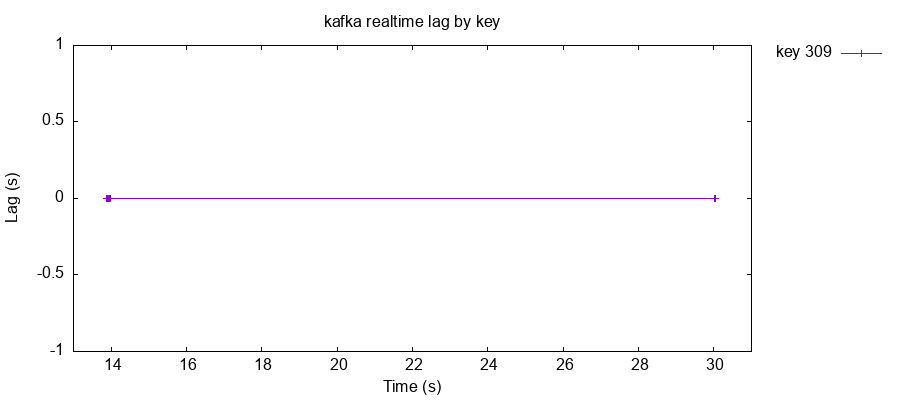 kafka realtime lag by key
key 309
1
0.5
0
-0.5
-1
Lag (s)
14 16 18 20 22 24 26 28 30
Time (s)